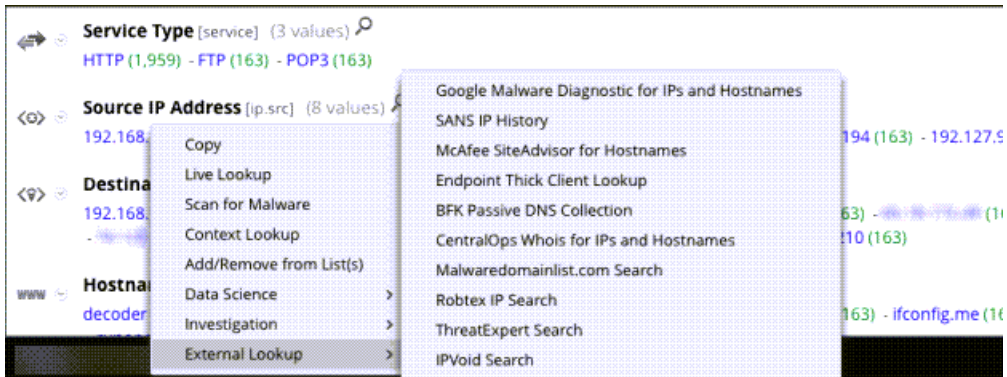 Service Type [service] (3 values)
HTTP (1,959) - FTP (163) - POP3 (163)
Source IP Address [ip.src] (8 values)
192.168.
194 (163) - 192.127.9
Destina
192.168.
63) -
(1
-
210 (163)
Hostna
decoder
163) - ifconfig.me (16
Copy
Live Lookup
Scan for Malware
Context Lookup
Add/Remove from List(s)
Data Science
Investigation
External Lookup
Google Malware Diagnostic for IPs and Hostnames
SANS IP History
McAfee SiteAdvisor for Hostnames
Endpoint Thick Client Lookup
BFK Passive DNS Collection
CentralOps Whois for IPs and Hostnames
Malwaredomainlist.com Search
Robtex IP Search
ThreatExpert Search
IPVoid Search
www